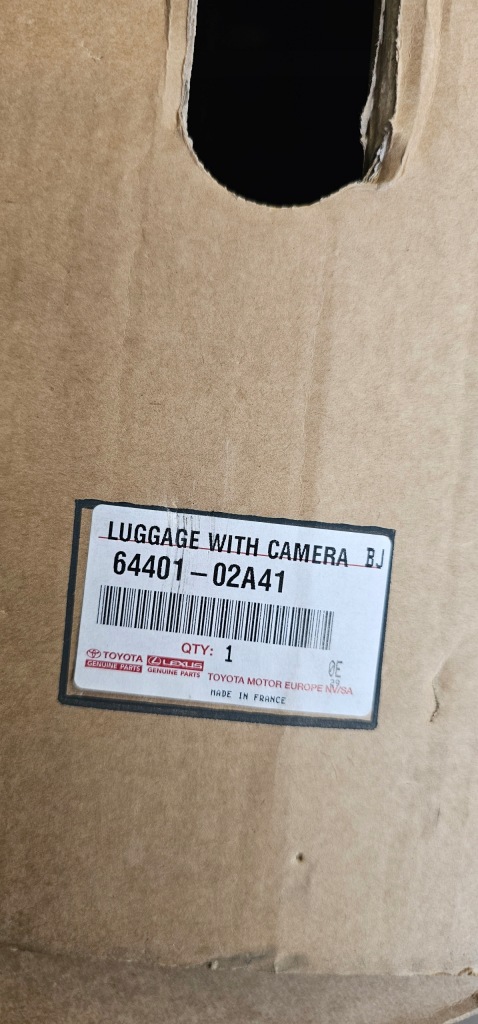 LUGGAGE WITH CAMERA BJ
64401-02A41
QTY: 1
TOYOTA
GENUINE PARTS
LEXUS
GENUINE PARTS
0E
TOYOTA MOTOR EUROPE NV/SA
MADE IN FRANCE